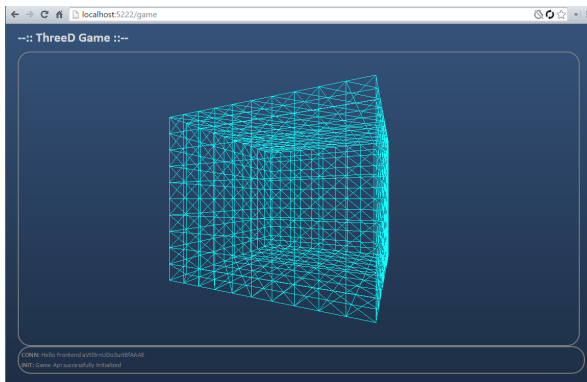 localhost:5222/game
--:: ThreeD Game ::--
CONN: Hello Frontend
INIT: Game Api successfully initialized